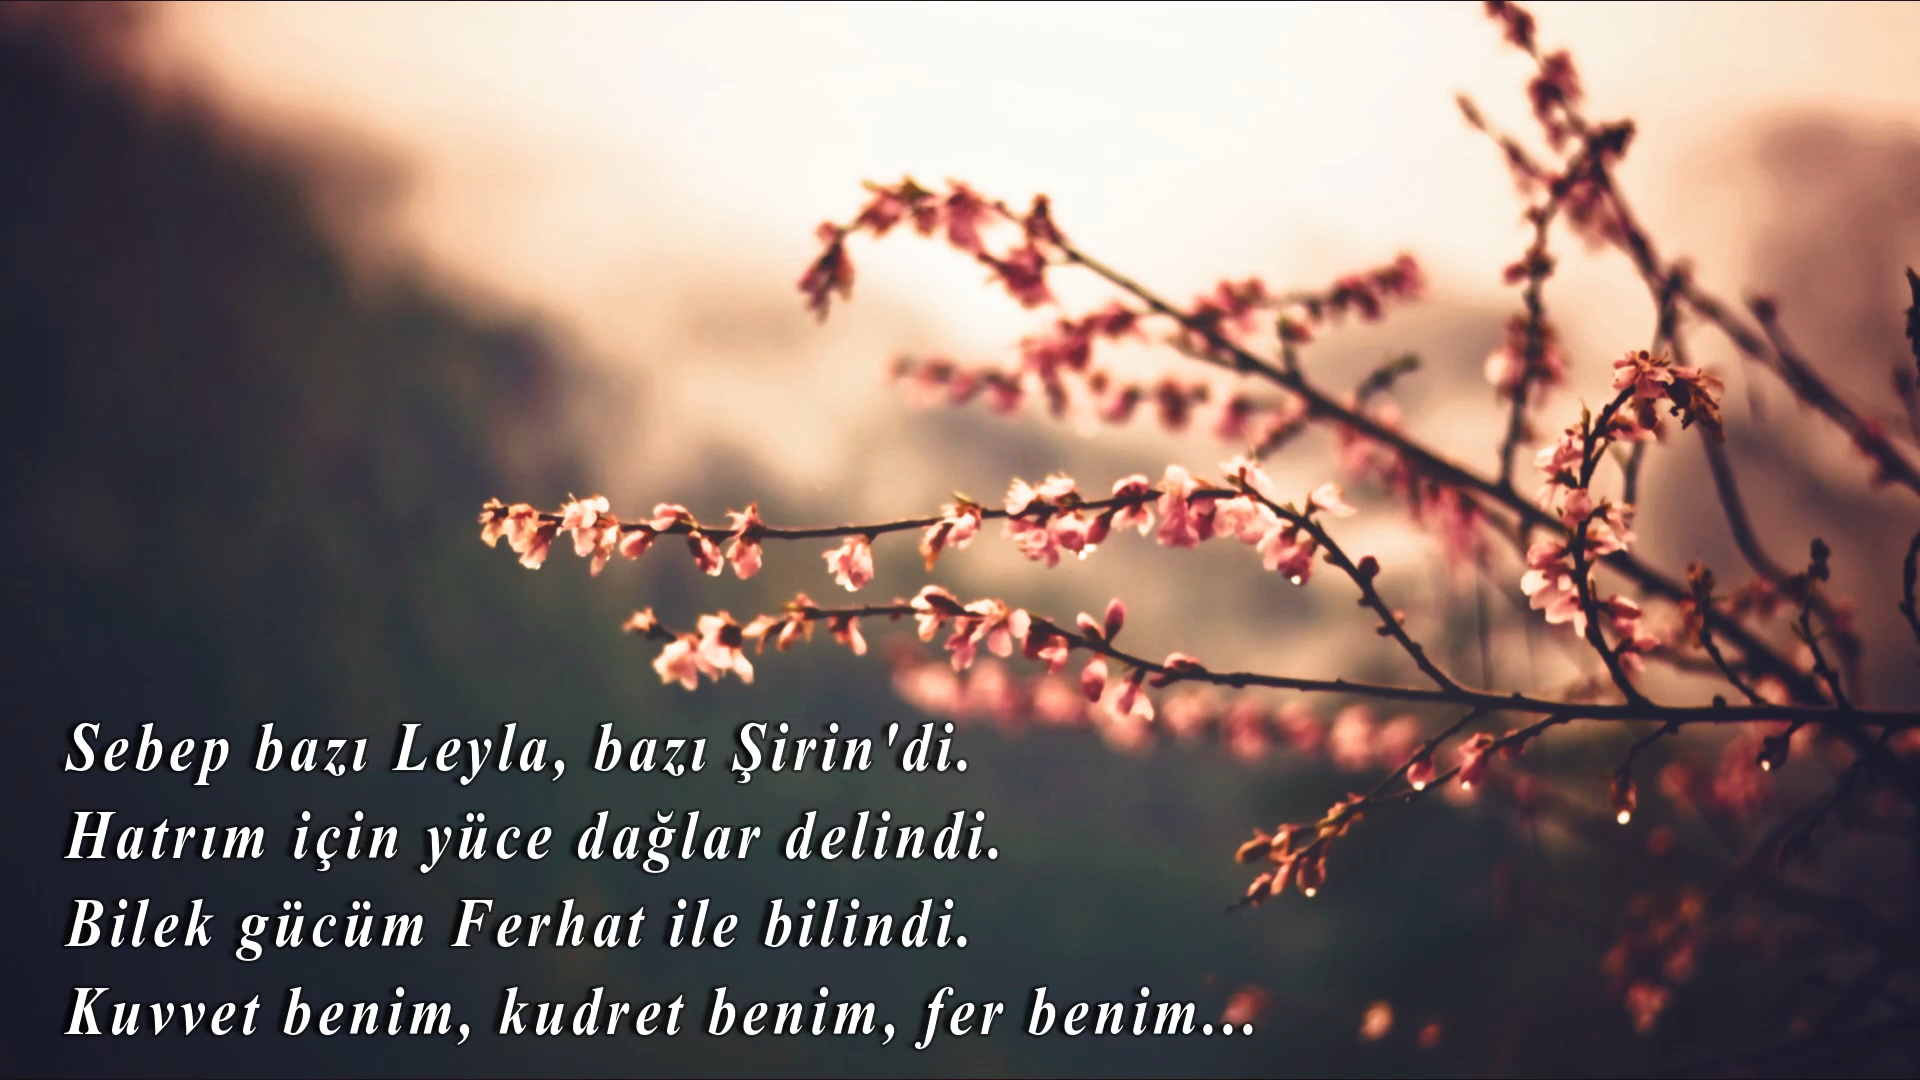 Sebep bazı Leyla, bazı Şirin'di.
Hatrım için yüce dağlar delindi.
Bilek gücüm Ferhat ile bilindi.
Kuvvet benim, kudret benim, fer benim...